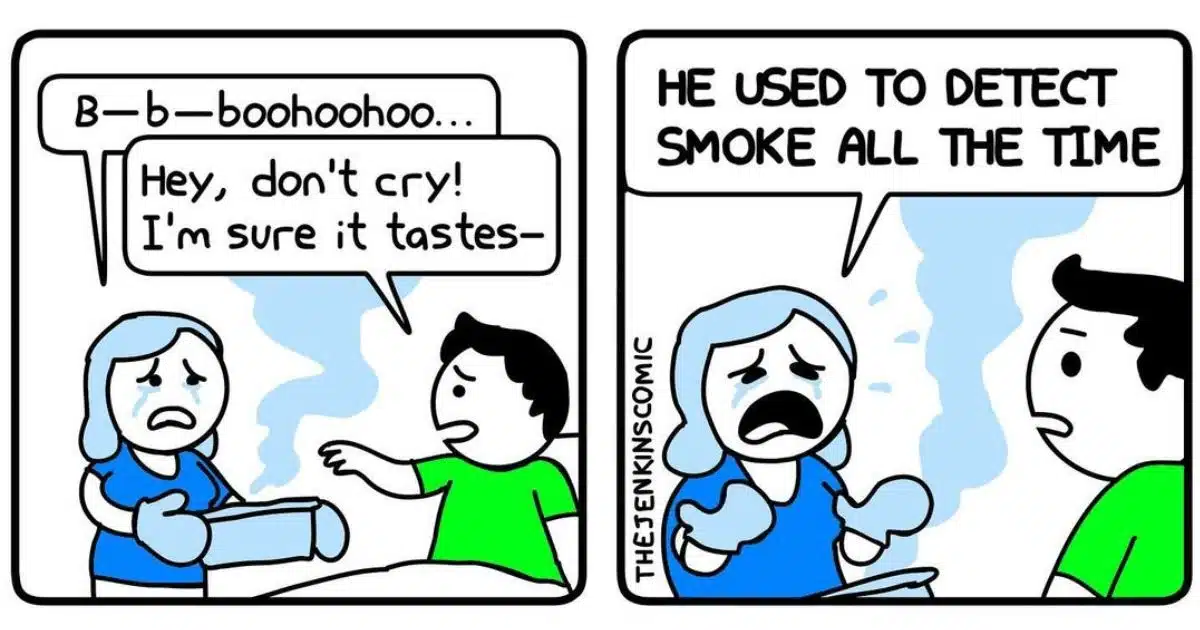 B–b–boohoohoo...
Hey, don't cry!
I'm sure it tastes–
HE USED TO DETECT
SMOKE ALL THE TIME
THEJENKINSCOMIC